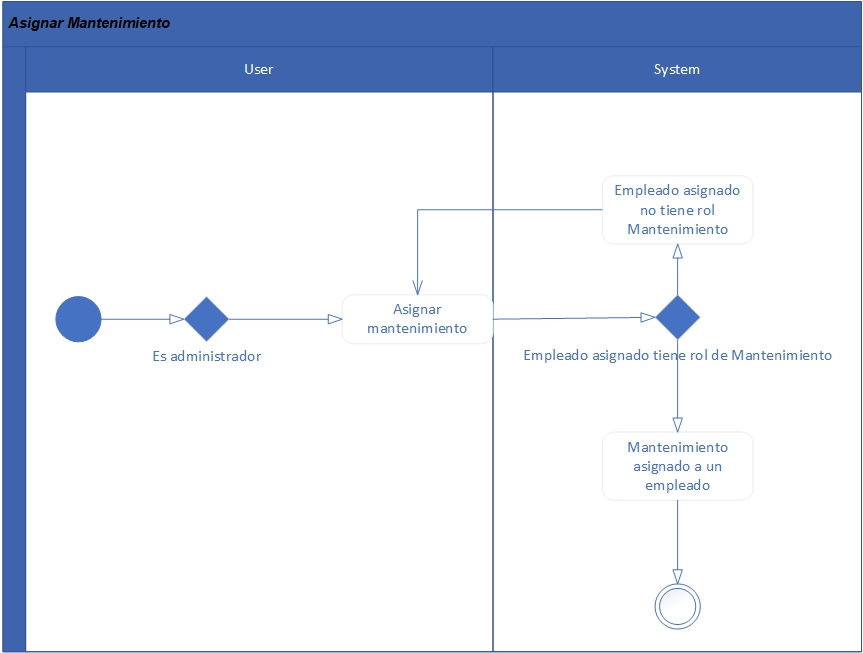 Asignar Mantenimiento
User
System
Empleado asignado
no tiene rol
Mantenimiento
Asignar
mantenimiento
Es administrador
Empleado asignado tiene rol de Mantenimiento
Mantenimiento
asignado a un
empleado